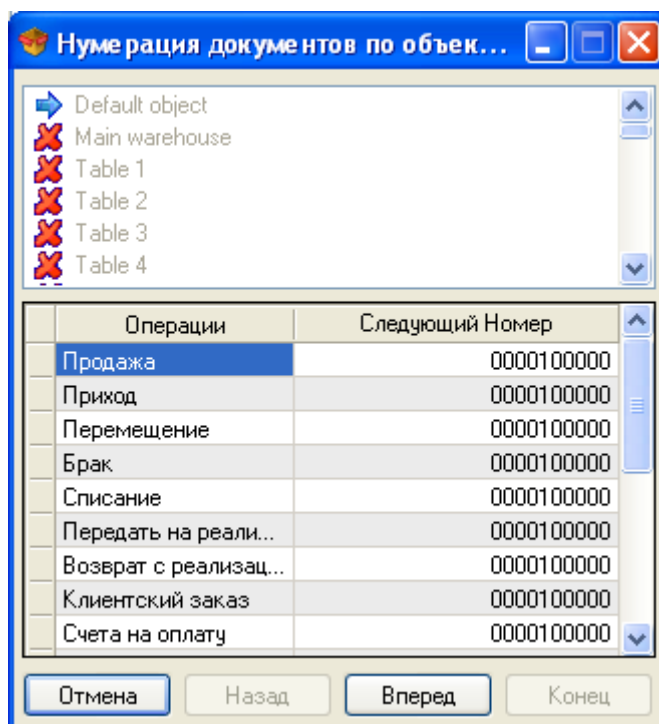 Нумерация документов по объек...
Default object
Main warehouse
Table 1
Table 2
Table 3
Table 4
Операции Следующий Номер
Продажа 0000100000
Приход 0000100000
Перемещение 0000100000
Брак 0000100000
Списание 0000100000
Передать на реали... 0000100000
Возврат с реализац... 0000100000
Клиентский заказ 0000100000
Счета на оплату 0000100000
Отмена Назад Вперед Конец